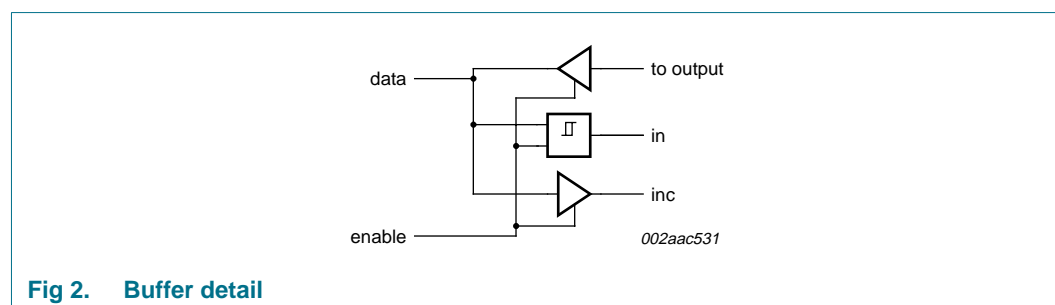 data
to output
in
inc
enable
002aac531
Fig 2. Buffer detail